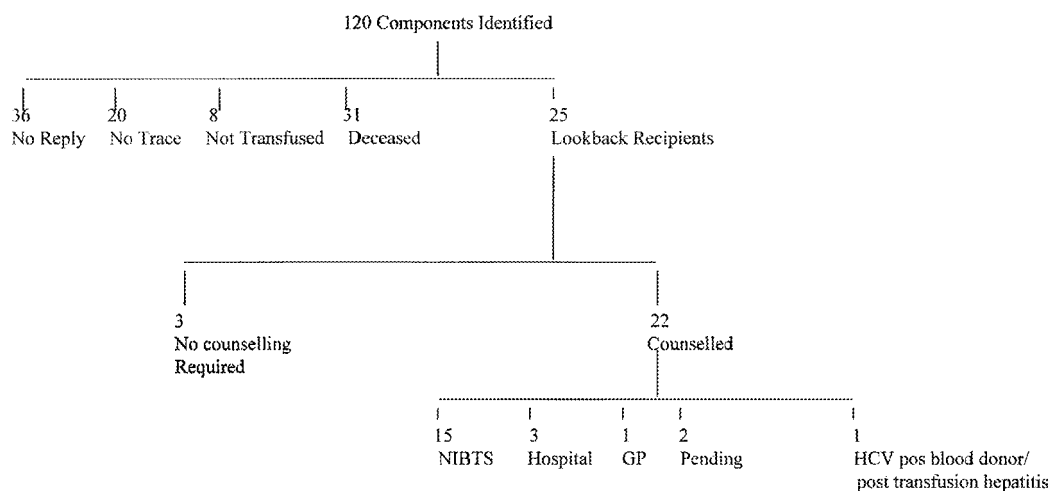 120 Components Identified
36 20 8 31 25
No Reply No Trace Not Transfused Deceased Lookback Recipients
3 22
No counselling Counselled
Required
15 3 1 2 1
NIBTS Hospital GP Pending HCV pos blood donor/
post transfusion hepatitis